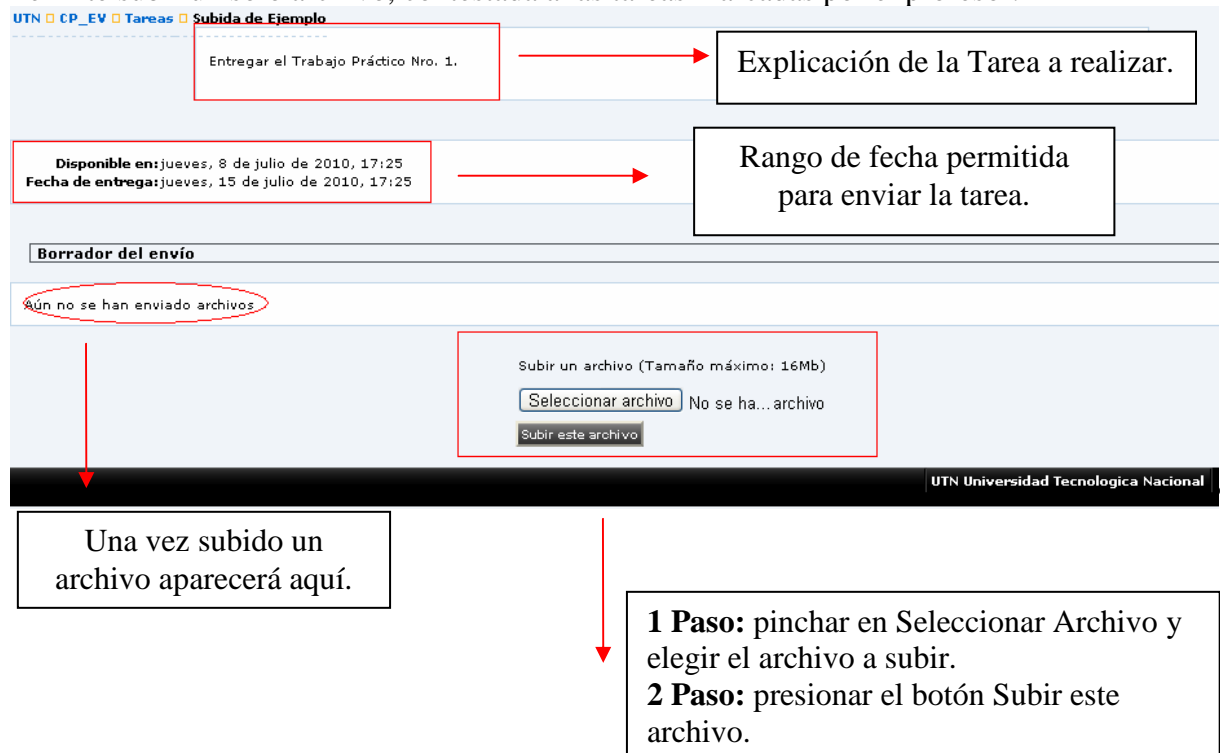 UTN CP_EV Tareas Subida de Ejemplo
Entregar el Trabajo Práctico Nro. 1.
Explicación de la Tarea a realizar.
Disponible en: jueves, 8 de julio de 2010, 17:25
Fecha de entrega: jueves, 15 de julio de 2010, 17:25
Rango de fecha permitida
para enviar la tarea.
Borrador del envío
Aún no se han enviado archivos
Subir un archivo (Tamaño máximo: 16Mb)
Seleccionar archivo No se ha...archivo
Subir este archivo
UTN Universidad Tecnologica Nacional
Una vez subido un
archivo aparecerá aquí.
1 Paso: pinchar en Seleccionar Archivo y
elegir el archivo a subir.
2 Paso: presionar el botón Subir este
archivo.